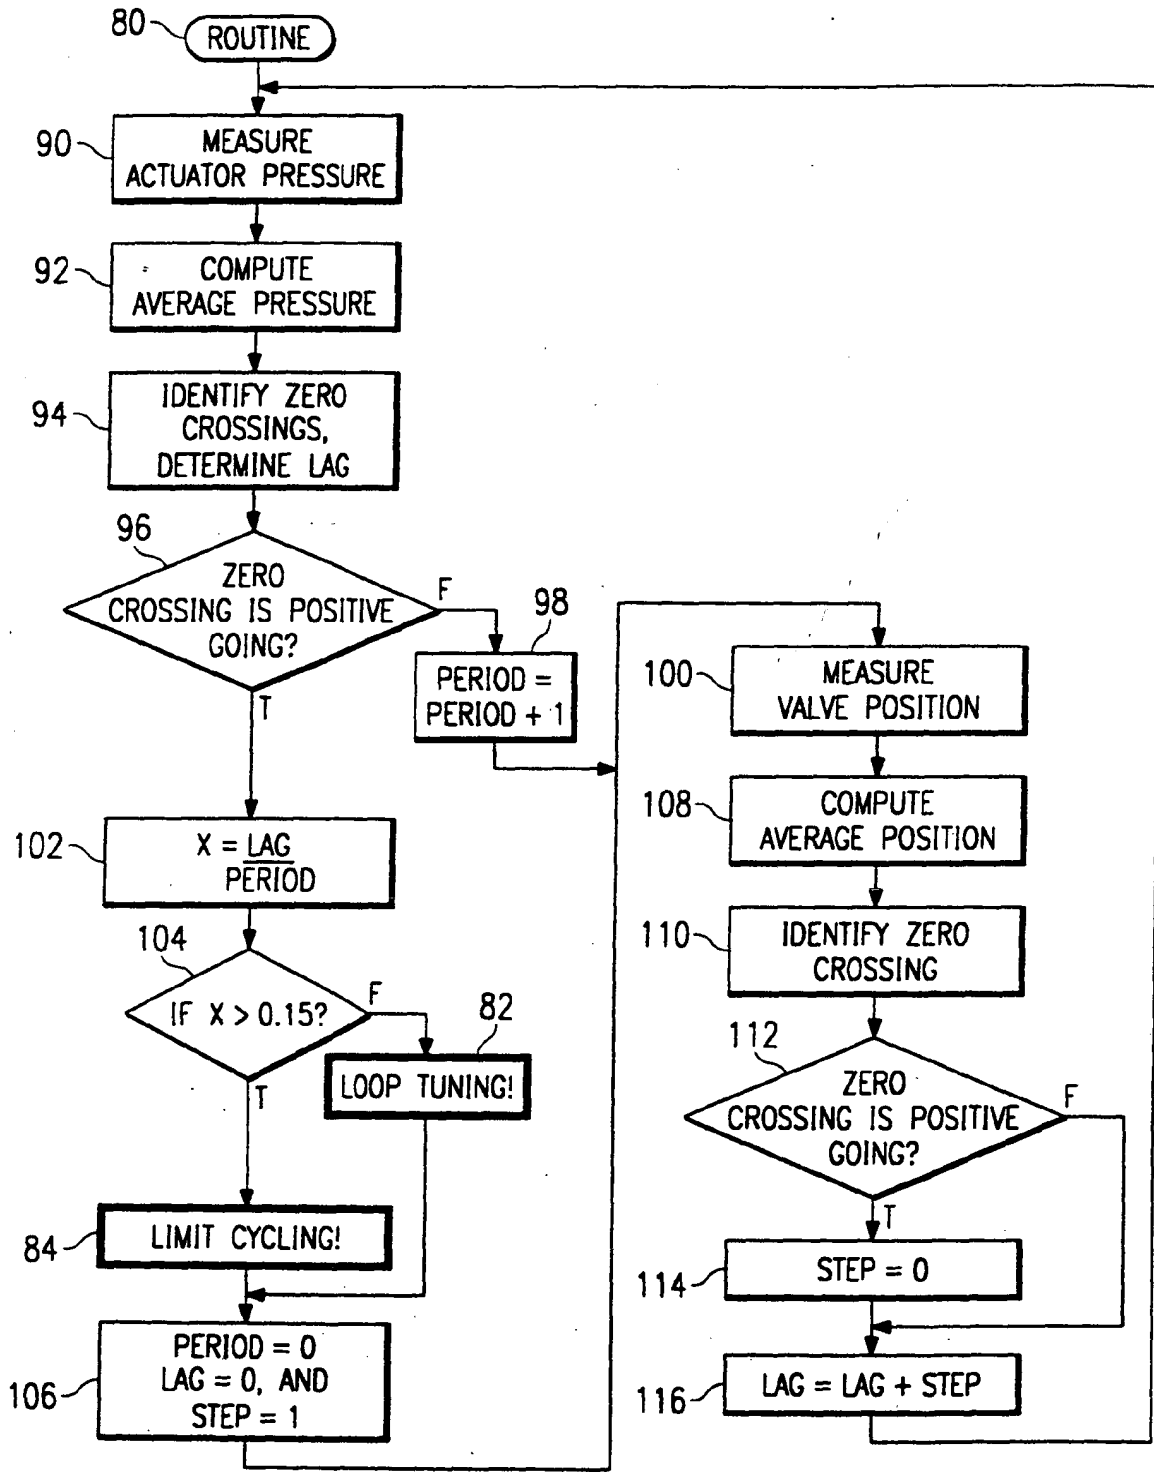 80
ROUTINE
90
MEASURE
ACTUATOR PRESSURE
92
COMPUTE
AVERAGE PRESSURE
94
IDENTIFY ZERO
CROSSINGS,
DETERMINE LAG
96
ZERO
CROSSING IS POSITIVE
GOING?
F
T
98
PERIOD =
PERIOD + 1
102
X = LAG
PERIOD
104
IF X > 0.15?
F
T
82
LOOP TUNING!
84
LIMIT CYCLING!
106
PERIOD = 0
LAG = 0, AND
STEP = 1
100
MEASURE
VALVE POSITION
108
COMPUTE
AVERAGE POSITION
110
IDENTIFY ZERO
CROSSING
112
ZERO
CROSSING IS POSITIVE
GOING?
F
T
114
STEP = 0
116
LAG = LAG + STEP